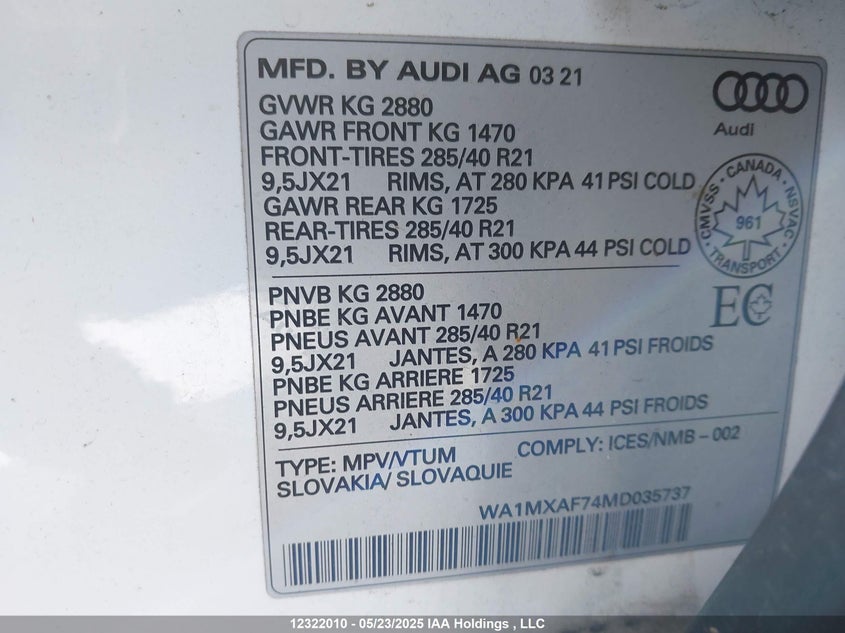 MFD. BY AUDI AG 03 21
GVWR KG 2880
GAWR FRONT KG 1470
FRONT-TIRES 285/40 R21
9,5JX21 RIMS, AT 280 KPA 41 PSI COLD
GAWR REAR KG 1725
REAR-TIRES 285/40 R21
9,5JX21 RIMS, AT 300 KPA 44 PSI COLD
Audi
CMVSS - CANADA - NSVAC
961
TRANSPORT
EC
PNVB KG 2880
PNBE KG AVANT 1470
PNEUS AVANT 285/40 R21
9,5JX21 JANTES, A 280 KPA 41 PSI FROIDS
PNBE KG ARRIERE 1725
PNEUS ARRIERE 285/40 R21
9,5JX21 JANTES, A 300 KPA 44 PSI FROIDS
TYPE: MPV/VTUM COMPLY: ICES/NMB - 002
SLOVAKIA/ SLOVAQUIE
WA1MXAF74MD035737
12322010 - 05/23/2025 IAA Holdings , LLC